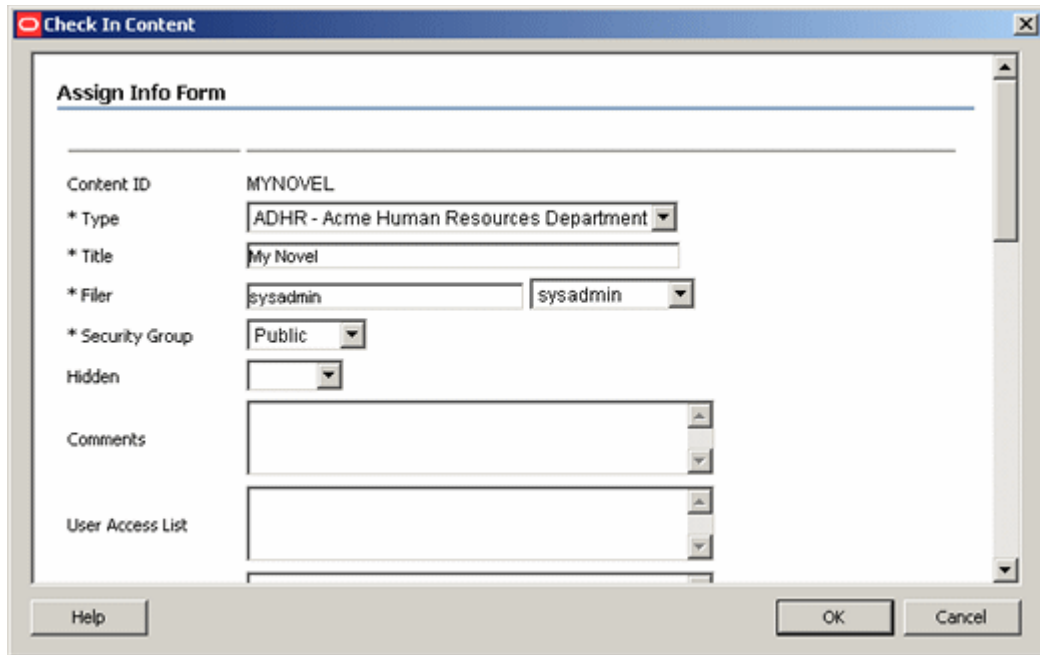 Check In Content
Assign Info Form
Content ID MYNOVEL
* Type ADHR - Acme Human Resources Department
* Title My Novel
* Filer sysadmin sysadmin
* Security Group Public
Hidden
Comments
User Access List
Help OK Cancel